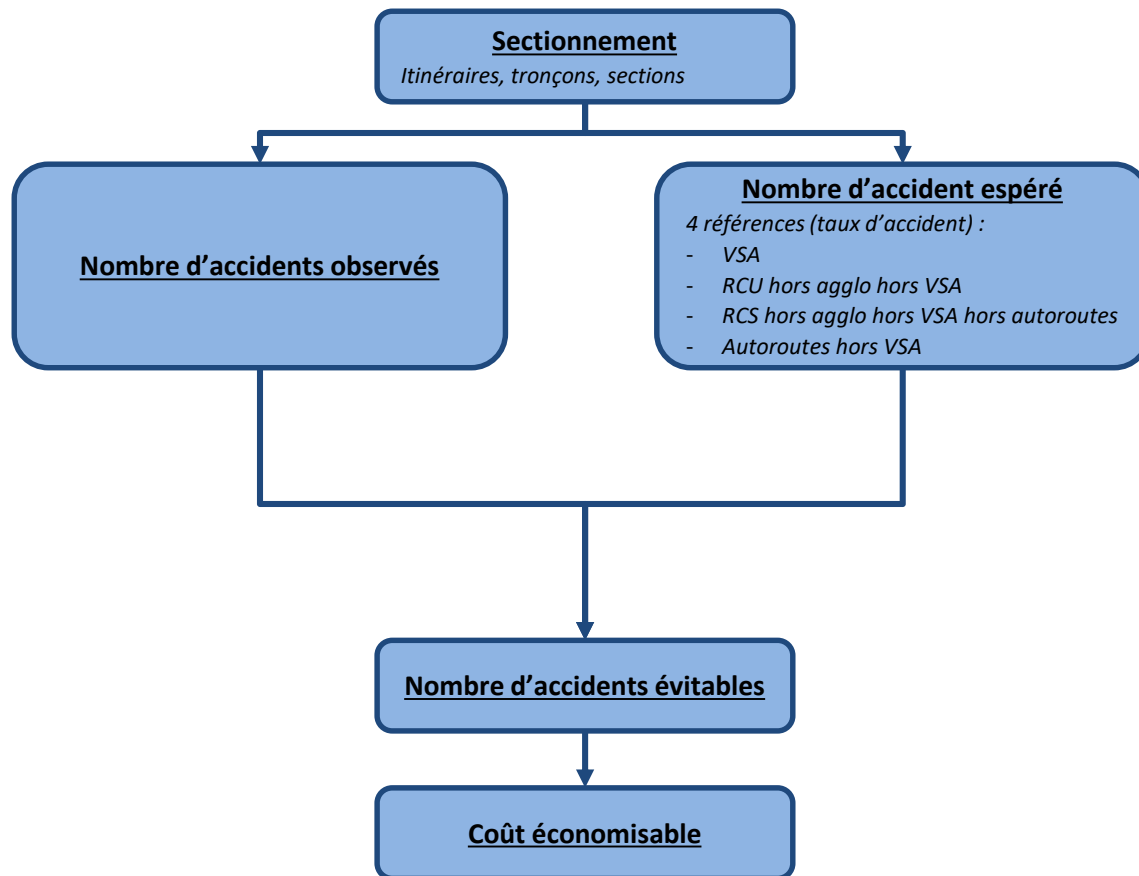 Sectionnement
Itinéraires, tronçons, sections
Nombre d’accidents observés
Nombre d’accident espéré
4 références (taux d’accident) :
- VSA
- RCU hors agglo hors VSA
- RCS hors agglo hors VSA hors autoroutes
- Autoroutes hors VSA
Nombre d’accidents évitables
Coût économisable